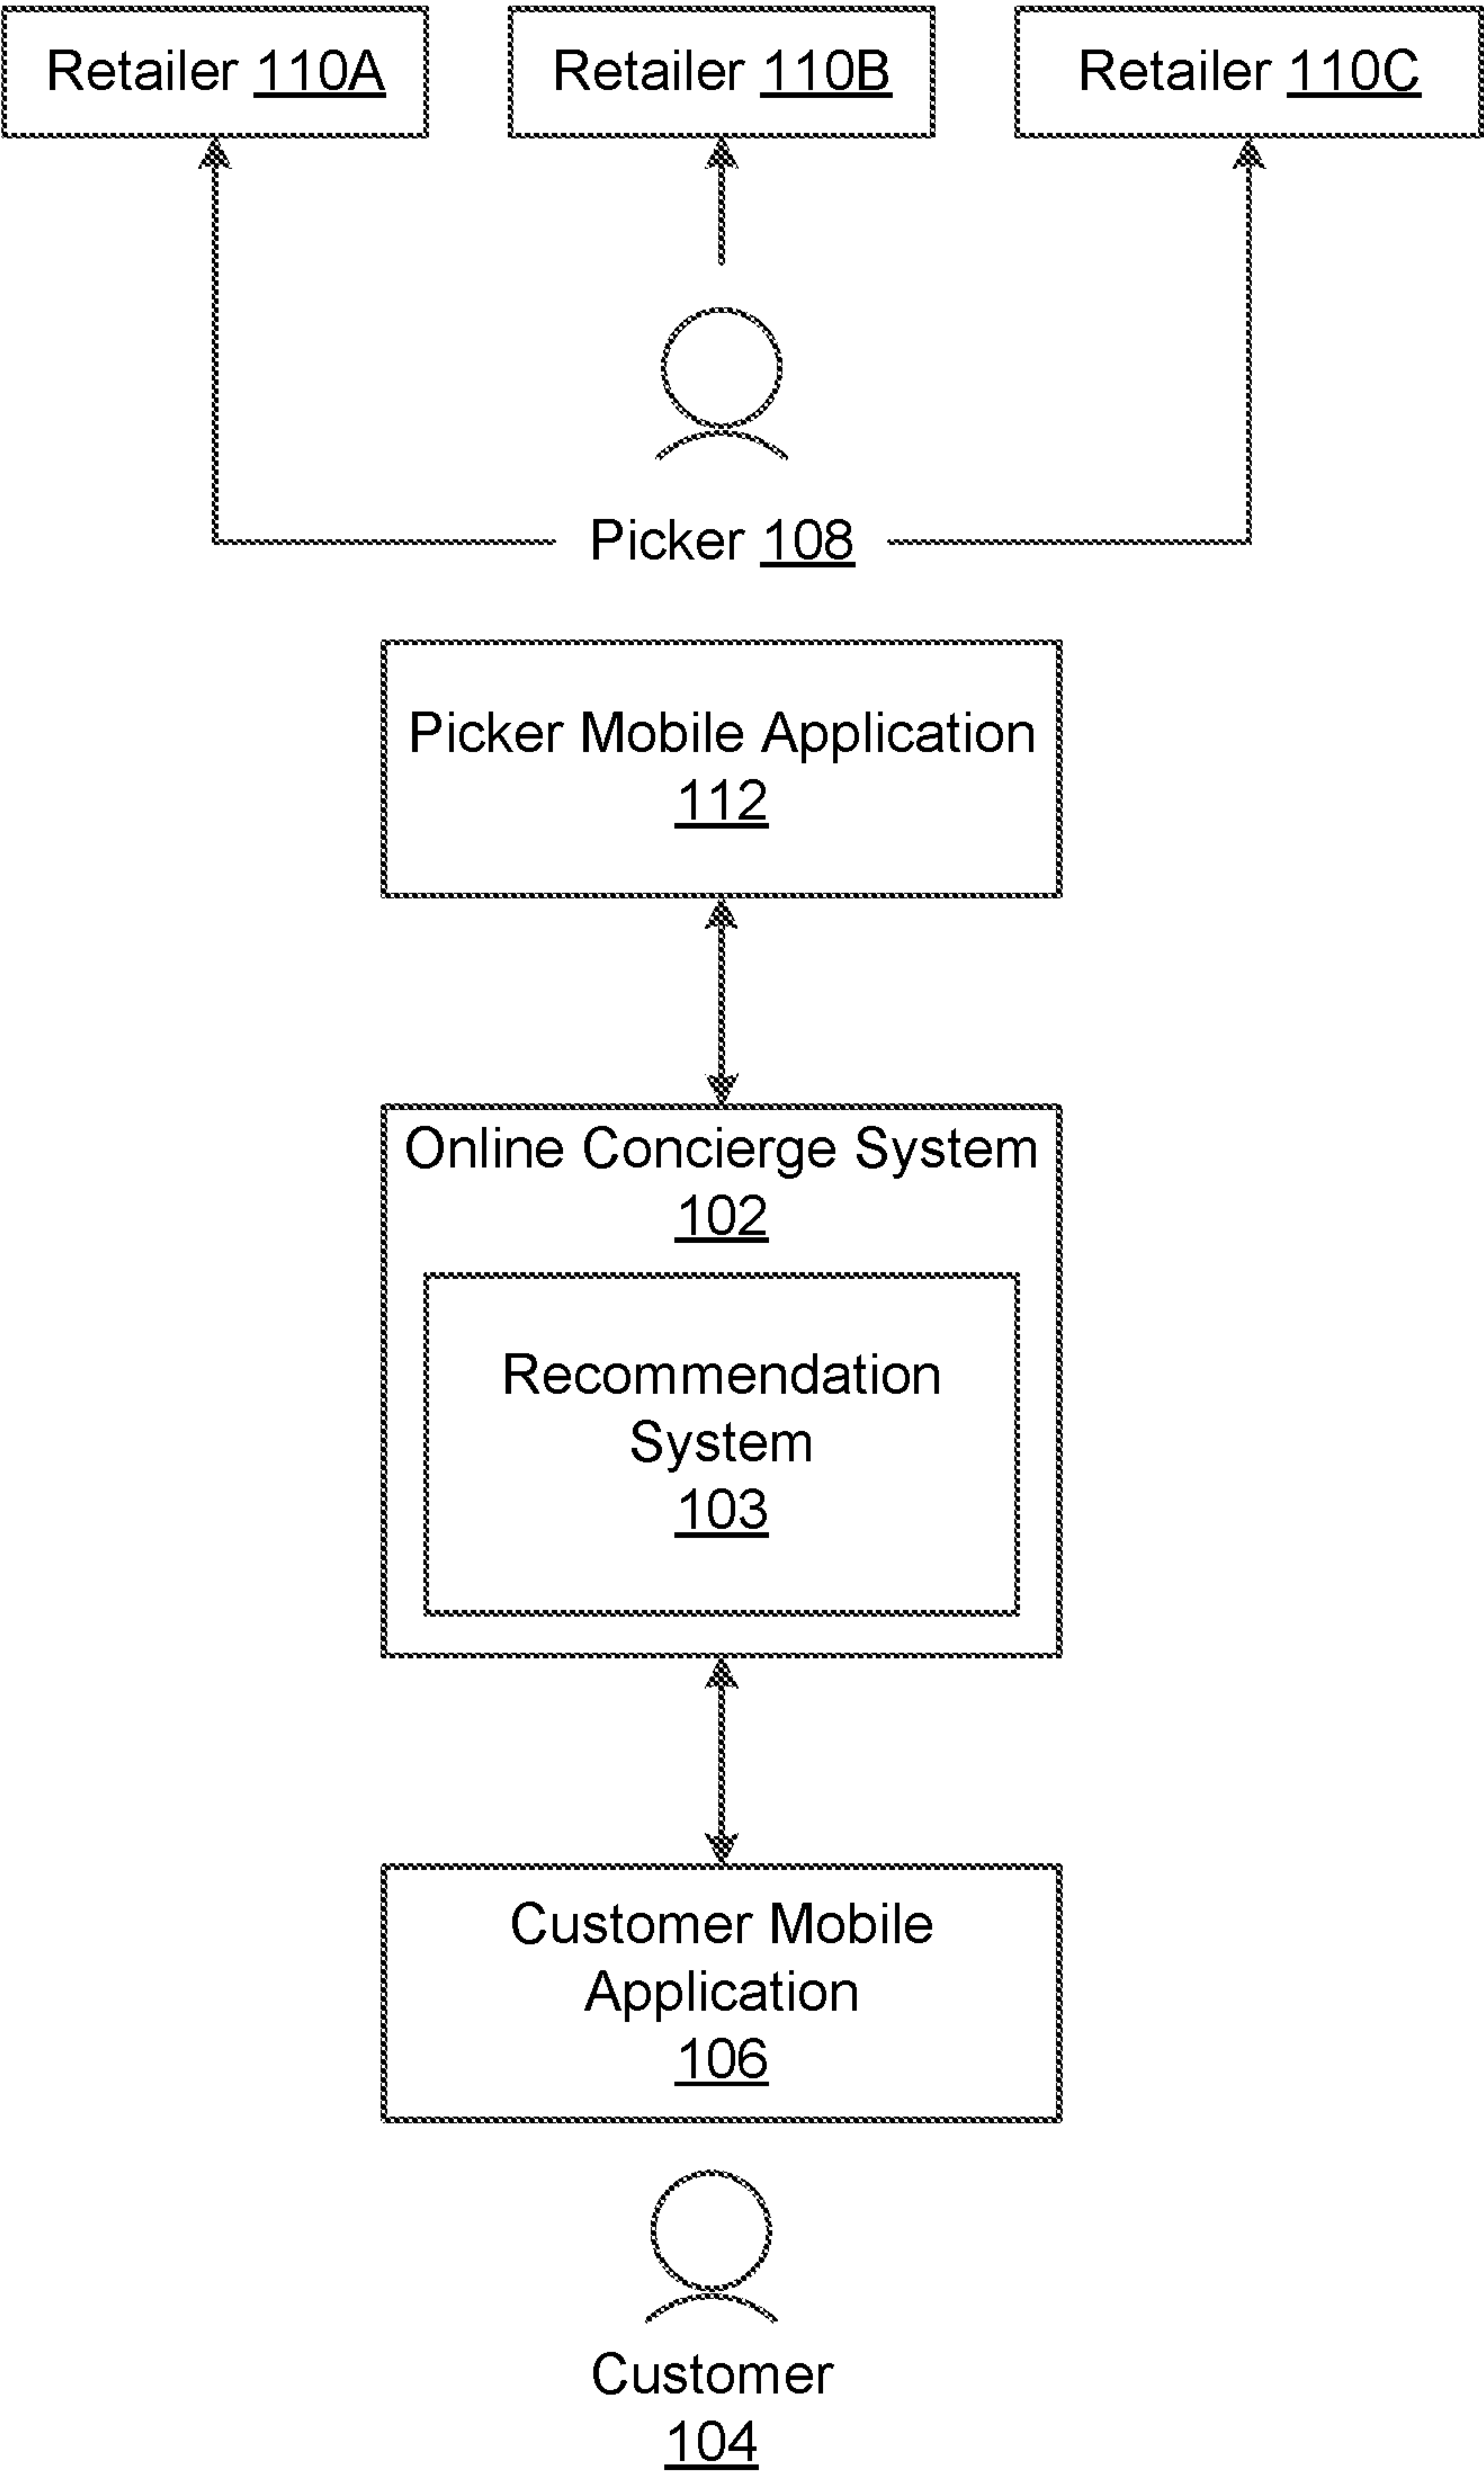 Retailer 110A
Retailer 110B
Retailer 110C
Picker 108
Picker Mobile Application
112
Online Concierge System
102
Recommendation
System
103
Customer Mobile
Application
106
Customer
104